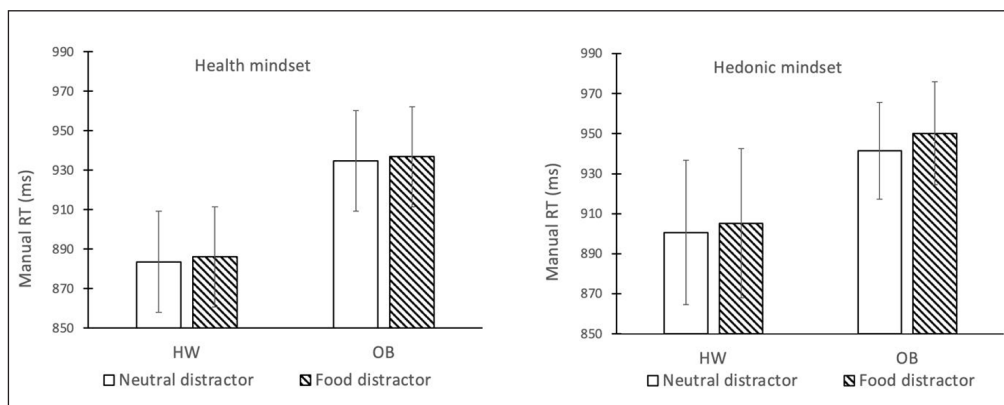 Health mindset
Manual RT (ms)
990
970
950
930
910
890
870
850
HW OB
Neutral distractor Food distractor
Hedonic mindset
Manual RT (ms)
990
970
950
930
910
890
870
850
HW OB
Neutral distractor Food distractor